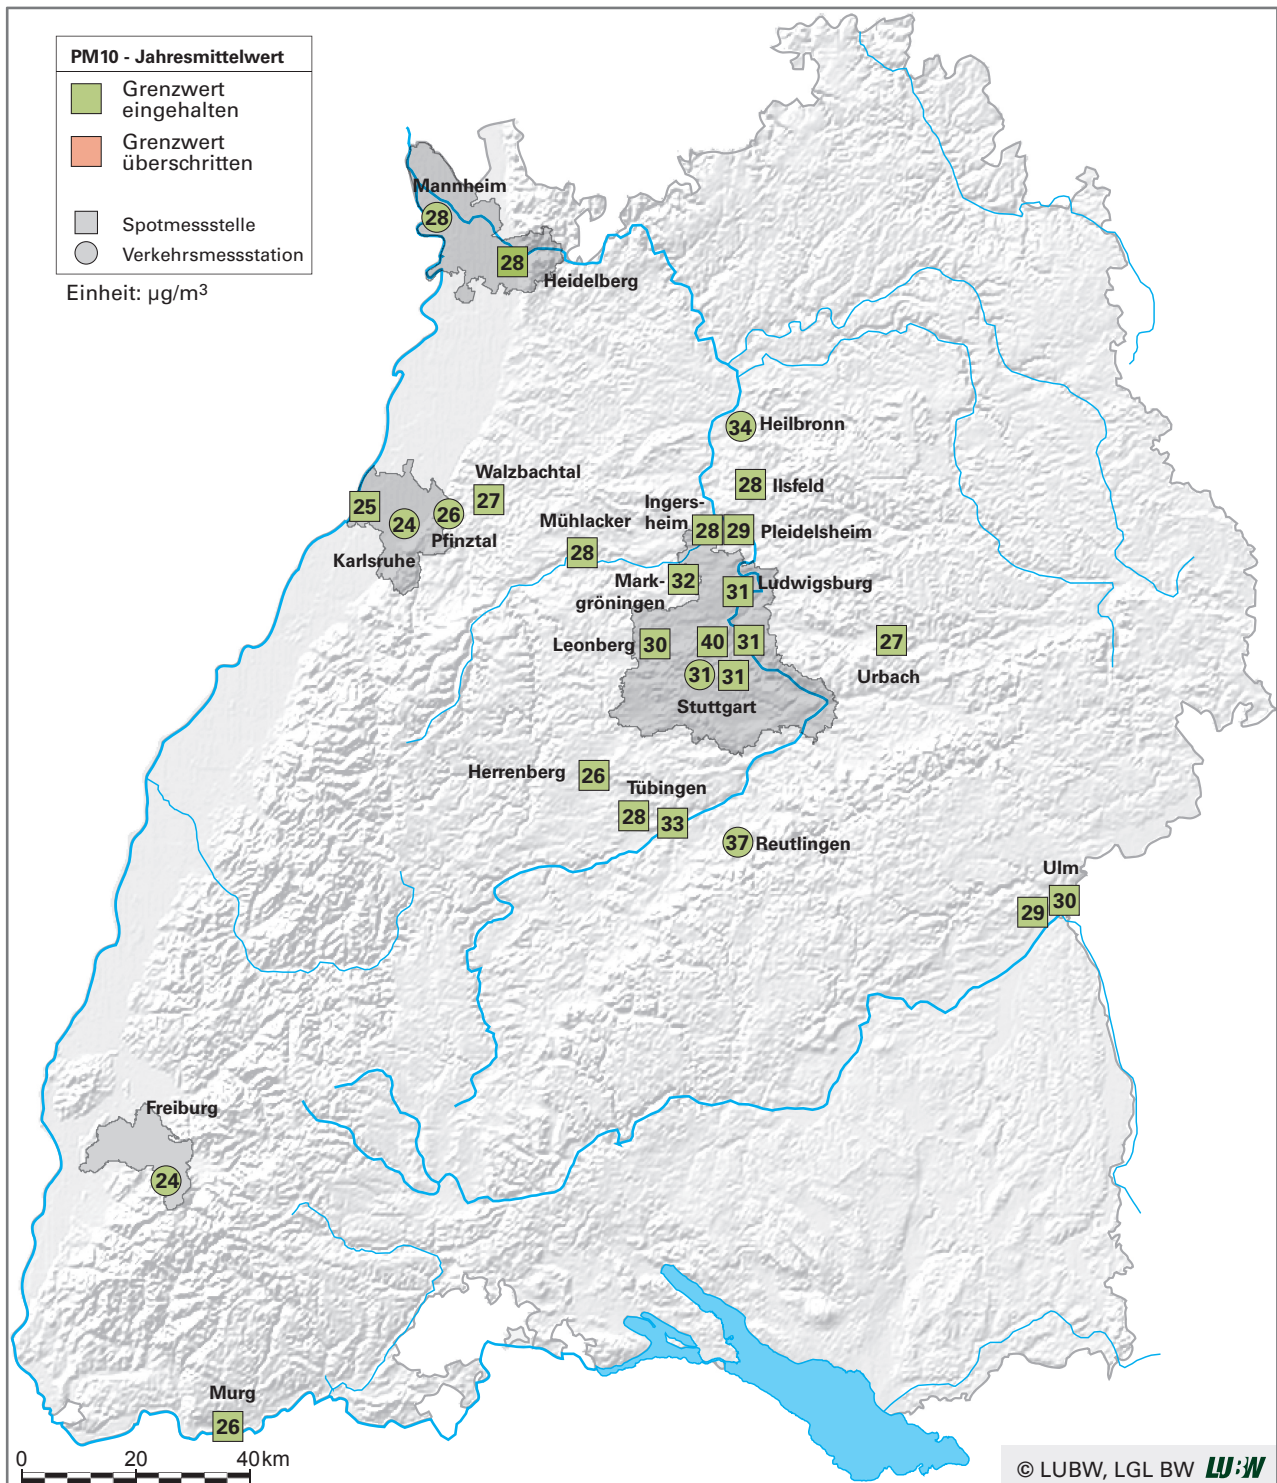 PM10 - Jahresmittelwert
Grenzwert
eingehalten
Grenzwert
überschritten
Spotmessstelle
Verkehrsmessstation
Einheit: µg/m³
Mannheim
28
28
Heidelberg
34 Heilbronn
Walzbachtal
27
28 Ilsfeld
25
24
26
Pfinztal
Karlsruhe
Ingers-
heim
28
29
Pleidelsheim
Mühlacker
28
Mark-
gröningen
32
31
Ludwigsburg
Leonberg
30
40
31
27
Urbach
31
31
Stuttgart
Herrenberg
26
Tübingen
28
33
37 Reutlingen
Ulm
29
30
Freiburg
24
Murg
26
0 20 40 km
© LUBW, LGL BW LUBW